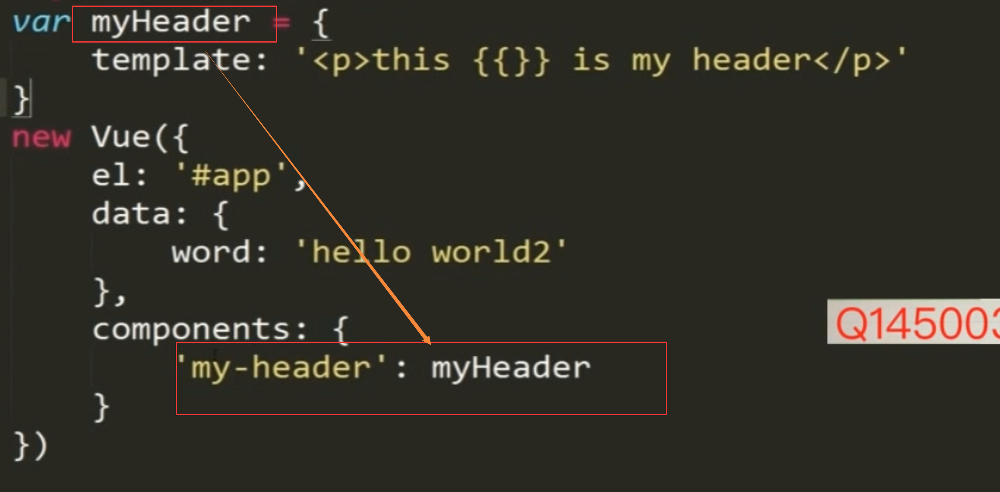 var myHeader = {
    template: '<p>this {{}} is my header</p>'
}
new Vue({
    el: '#app',
    data: {
        word: 'hello world2'
    },
Q145003
    components: {
        'my-header': myHeader
    }
})